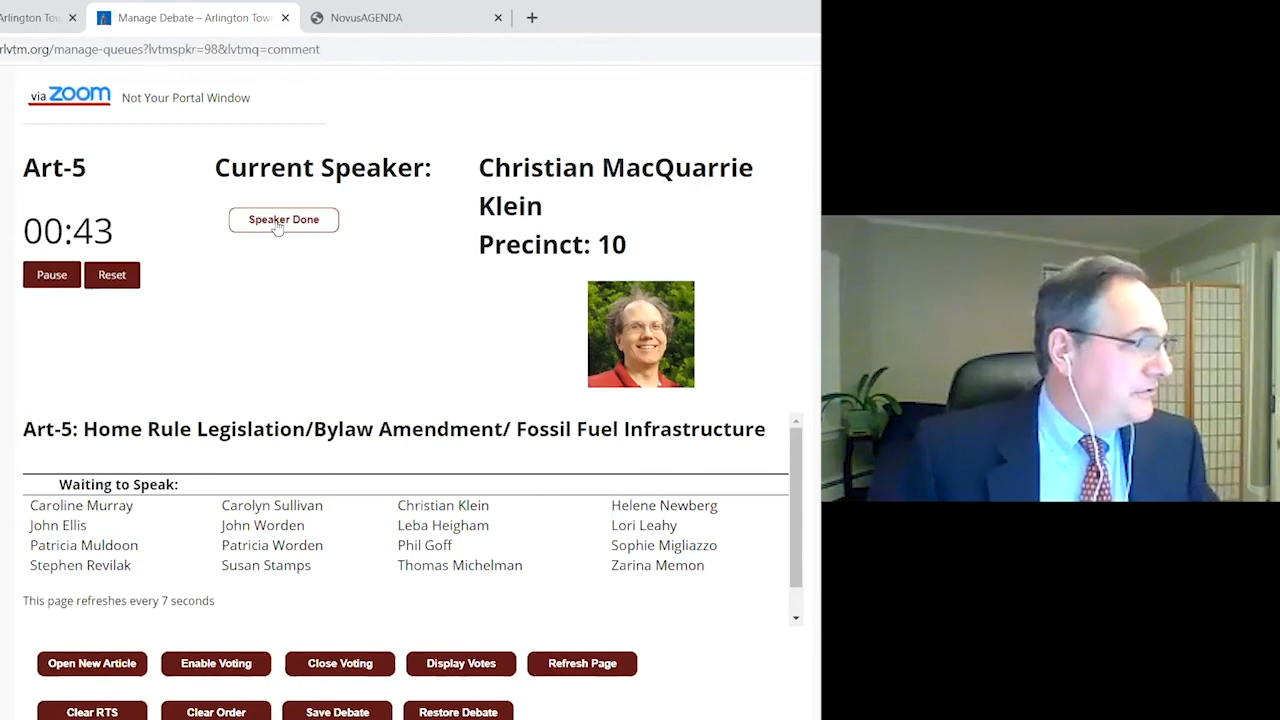 Arlington Tow
Manage Debate – Arlington Tow
NovusAGENDA
rlvtm.org/manage-queues?lvtmspkr=98&lvtmq=comment
via zoom Not Your Portal Window
Art-5
Current Speaker:
Christian MacQuarrie
Klein
Precinct: 10
00:43
Speaker Done
Pause Reset
Art-5: Home Rule Legislation/Bylaw Amendment/ Fossil Fuel Infrastructure
Waiting to Speak:
Caroline Murray Carolyn Sullivan Christian Klein Helene Newberg
John Ellis John Worden Leba Heigham Lori Leahy
Patricia Muldoon Patricia Worden Phil Goff Sophie Migliazzo
Stephen Revilak Susan Stamps Thomas Michelman Zarina Memon
This page refreshes every 7 seconds
Open New Article Enable Voting Close Voting Display Votes Refresh Page
Clear RTS Clear Order Save Debate Restore Debate